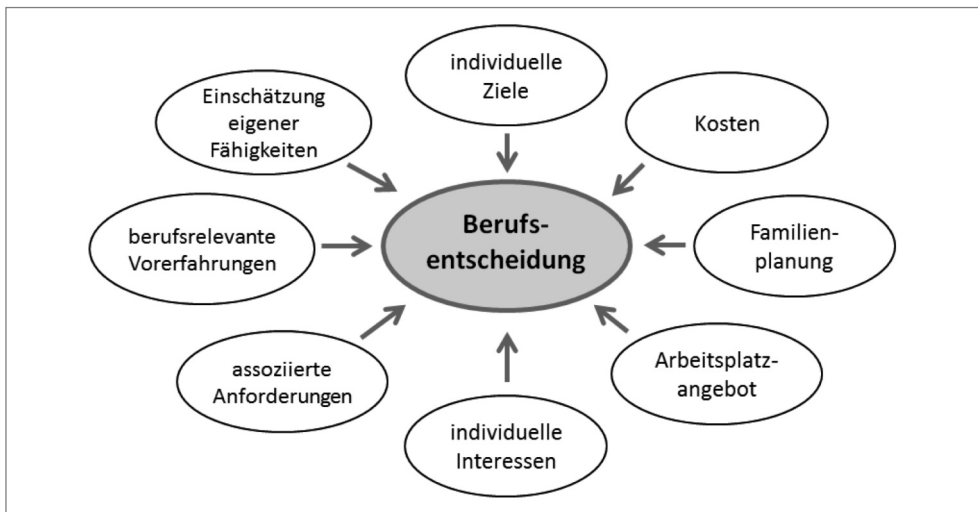 individuelle
Ziele
Einschätzung
eigener
Fähigkeiten
Kosten
berufsrelevante
Vorerfahrungen
Berufs-
entscheidung
Familien-
planung
assoziierte
Anforderungen
Arbeitsplatz-
angebot
individuelle
Interessen